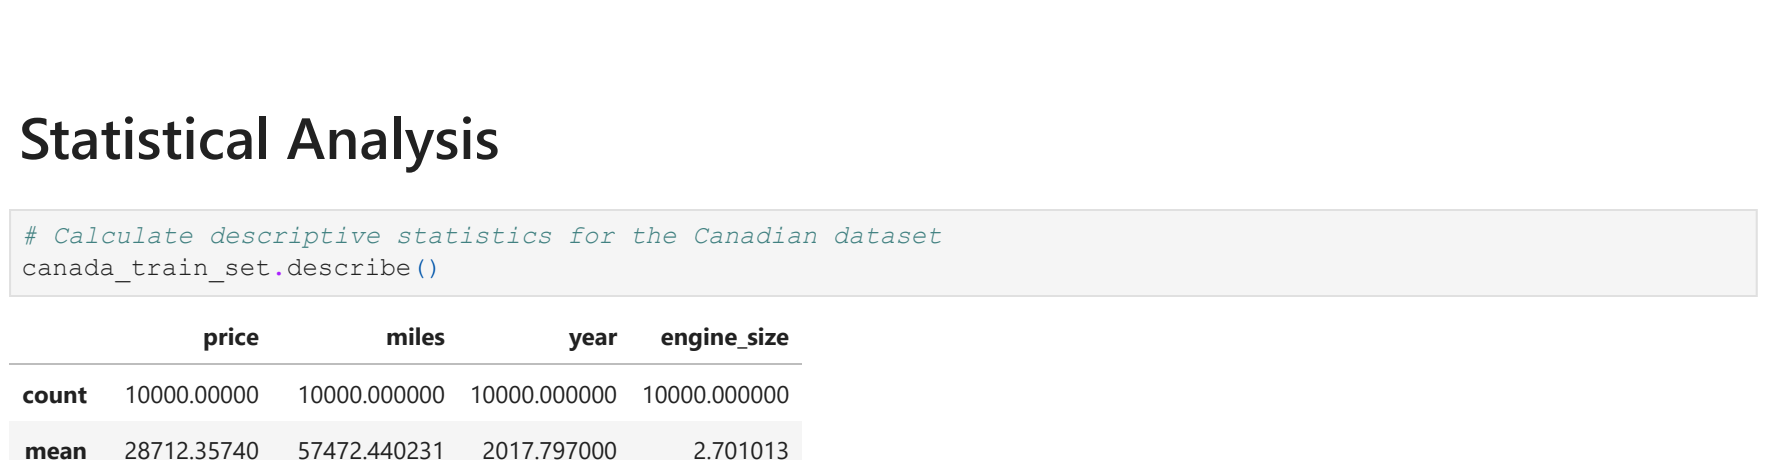 Statistical Analysis
# Calculate descriptive statistics for the Canadian dataset
canada_train_set.describe()
price miles year engine_size
count 10000.00000 10000.000000 10000.000000 10000.000000
mean 28712.35740 57472.440231 2017.797000 2.701013